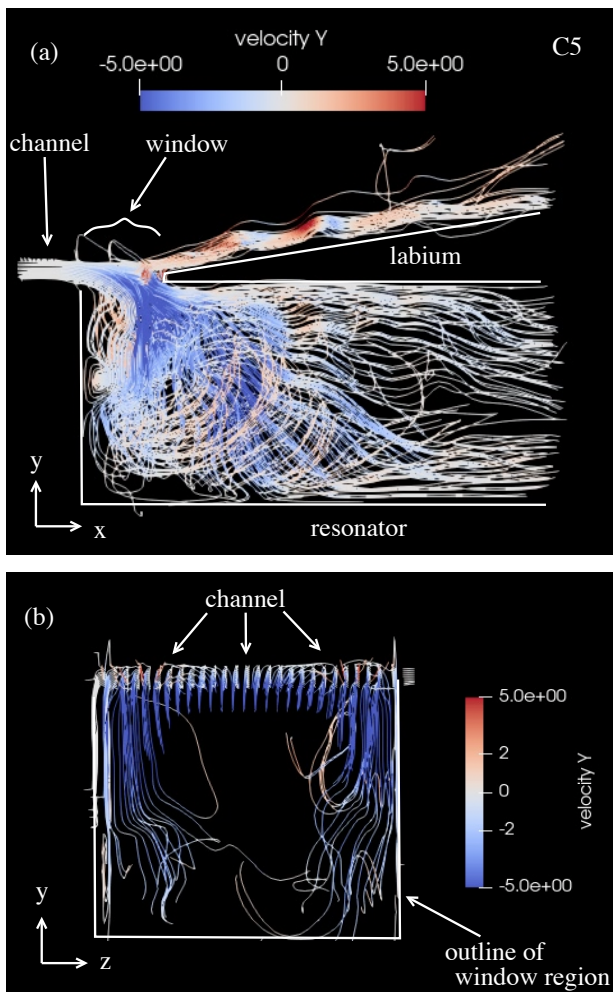 (a)
velocity Y
C5
-5.0e+00
0
5.0e+00
channel
window
labium
y
x
resonator
(b)
channel
5.0e+00
2
0
-2
-5.0e+00
velocity Y
y
z
outline of
window region